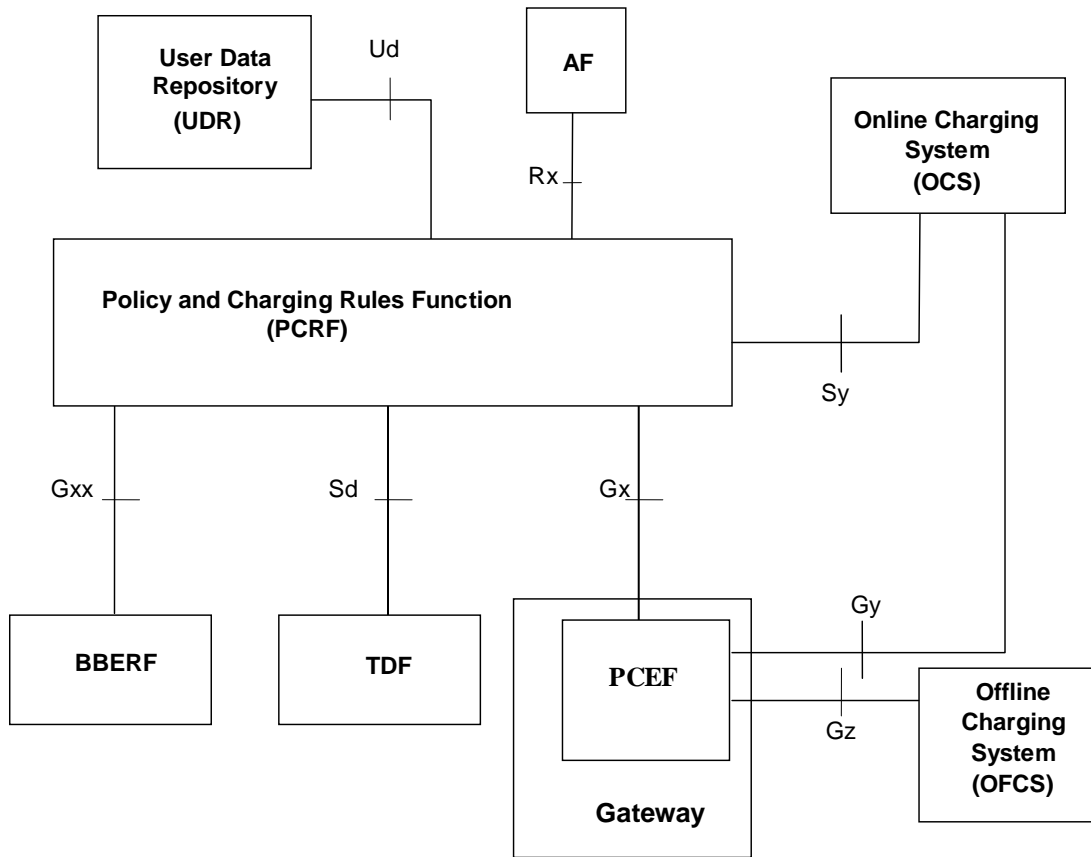 User Data
Repository
(UDR)
Ud
AF
Online Charging
System
(OCS)
Rx
Policy and Charging Rules Function
(PCRF)
Sy
Gxx
Sd
Gx
BBERF
TDF
PCEF
Gateway
Gy
Gz
Offline
Charging
System
(OFCS)